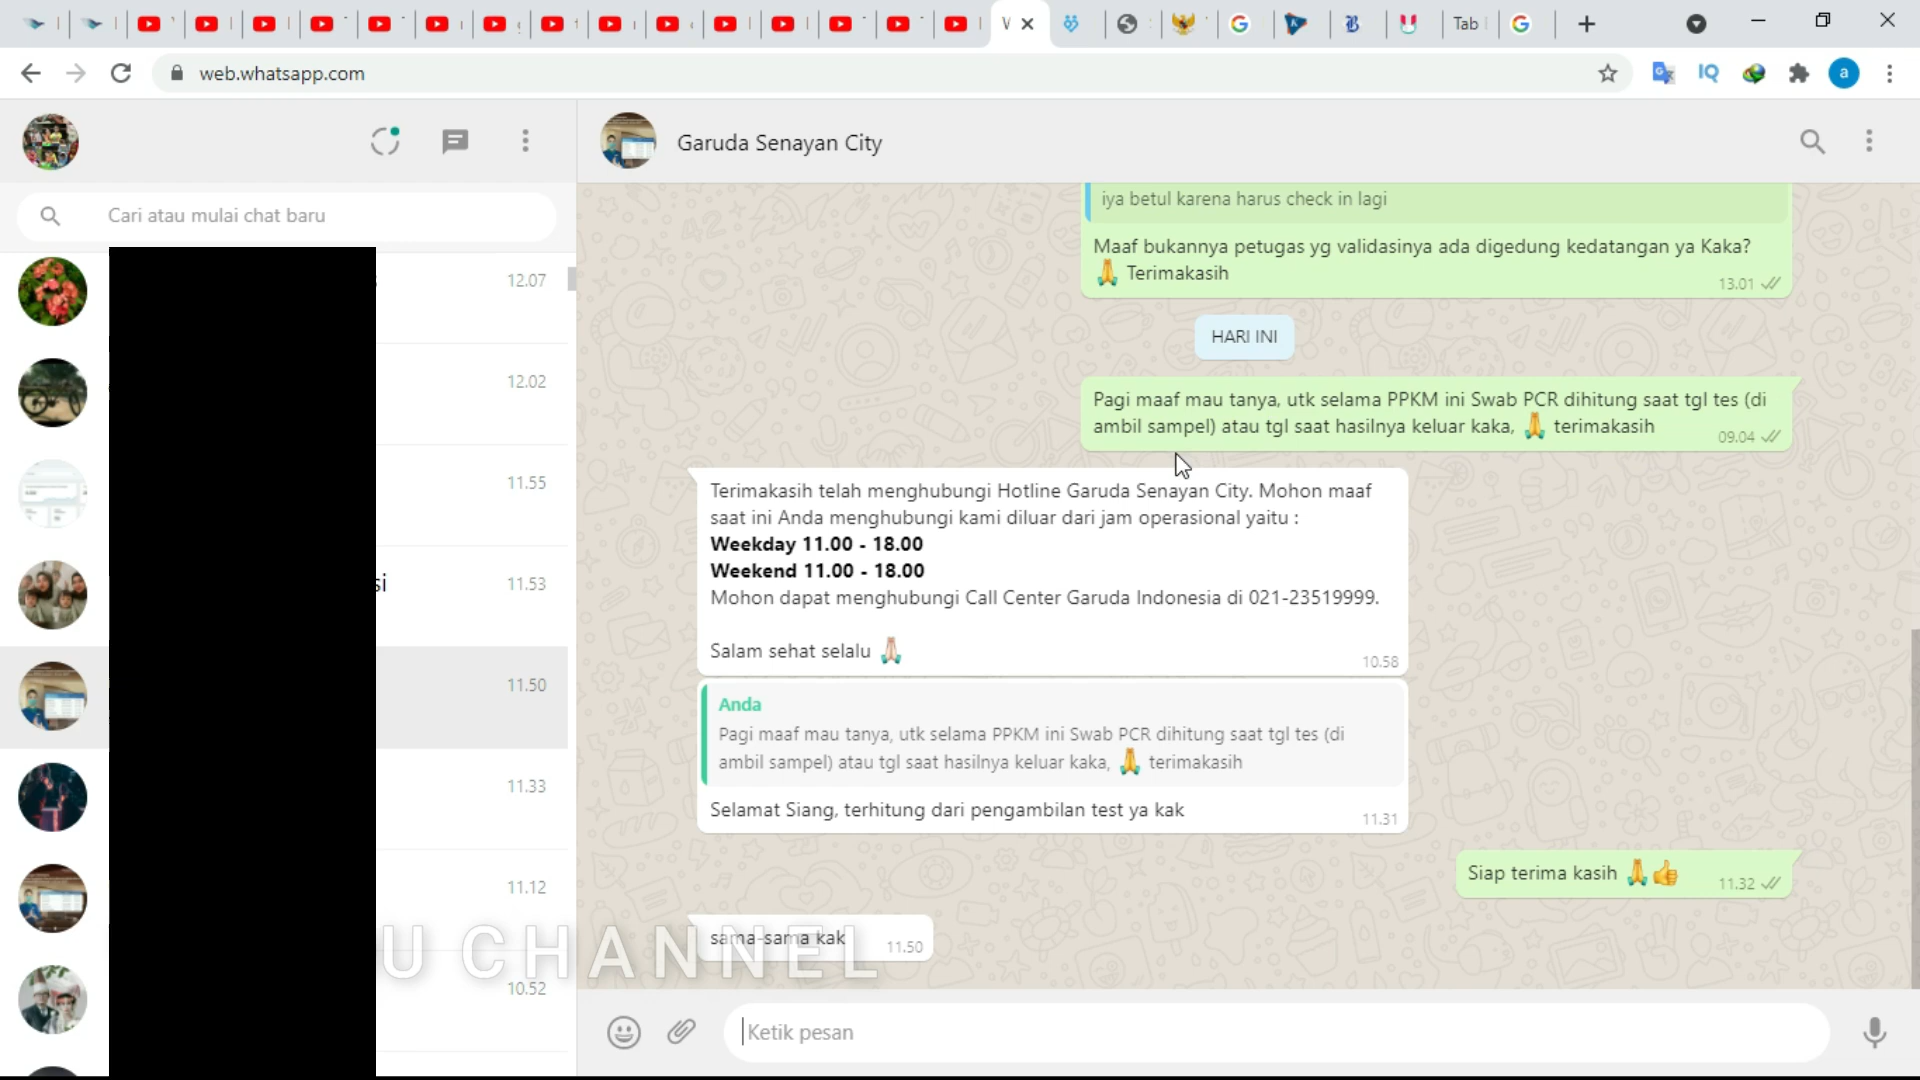 Tab
web.whatsapp.com
IQ
a
Garuda Senayan City
Cari atau mulai chat baru
12.07
12.02
11.55
si
11.53
11.50
11.33
11.12
10.52
iya betul karena harus check in lagi
Maaf bukannya petugas yg validasinya ada digedung kedatangan ya Kaka?
🙏 Terimakasih
13.01
HARI INI
Pagi maaf mau tanya, utk selama PPKM ini Swab PCR dihitung saat tgl tes (di
ambil sampel) atau tgl saat hasilnya keluar kaka, 🙏 terimakasih
09.04
Terimakasih telah menghubungi Hotline Garuda Senayan City. Mohon maaf
saat ini Anda menghubungi kami diluar dari jam operasional yaitu :
Weekday 11.00 - 18.00
Weekend 11.00 - 18.00
Mohon dapat menghubungi Call Center Garuda Indonesia di 021-23519999.
Salam sehat selalu 🙏🏻
10.58
Anda
Pagi maaf mau tanya, utk selama PPKM ini Swab PCR dihitung saat tgl tes (di
ambil sampel) atau tgl saat hasilnya keluar kaka, 🙏 terimakasih
Selamat Siang, terhitung dari pengambilan test ya kak
11.31
Siap terima kasih 🙏👍
11.32
sama-sama kak
11.50
U CHANNEL
Ketik pesan